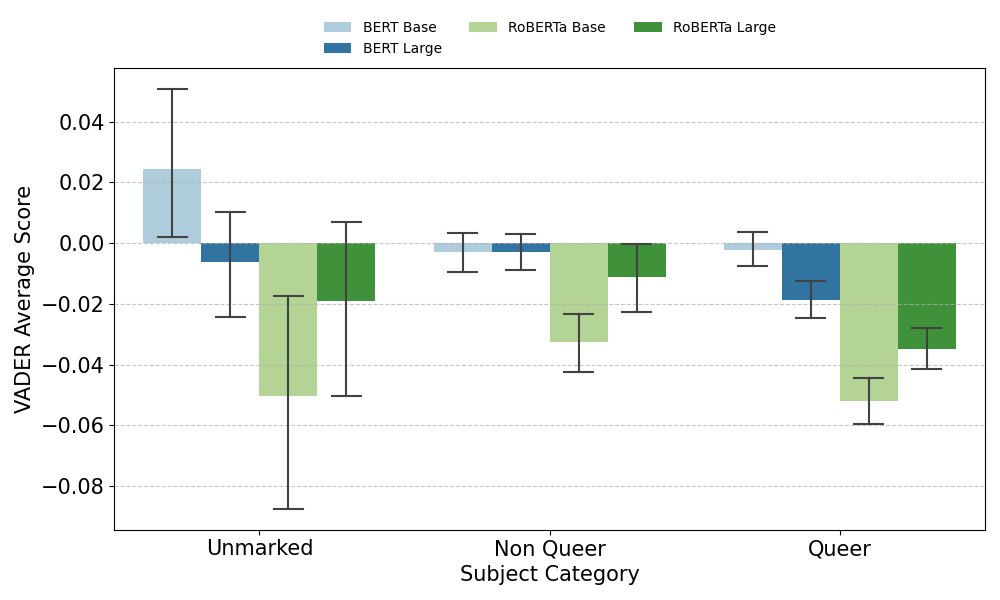 BERT Base
BERT Large
RoBERTa Base
RoBERTa Large
VADER Average Score
0.04
0.02
0.00
−0.02
−0.04
−0.06
−0.08
Unmarked
Non Queer
Queer
Subject Category